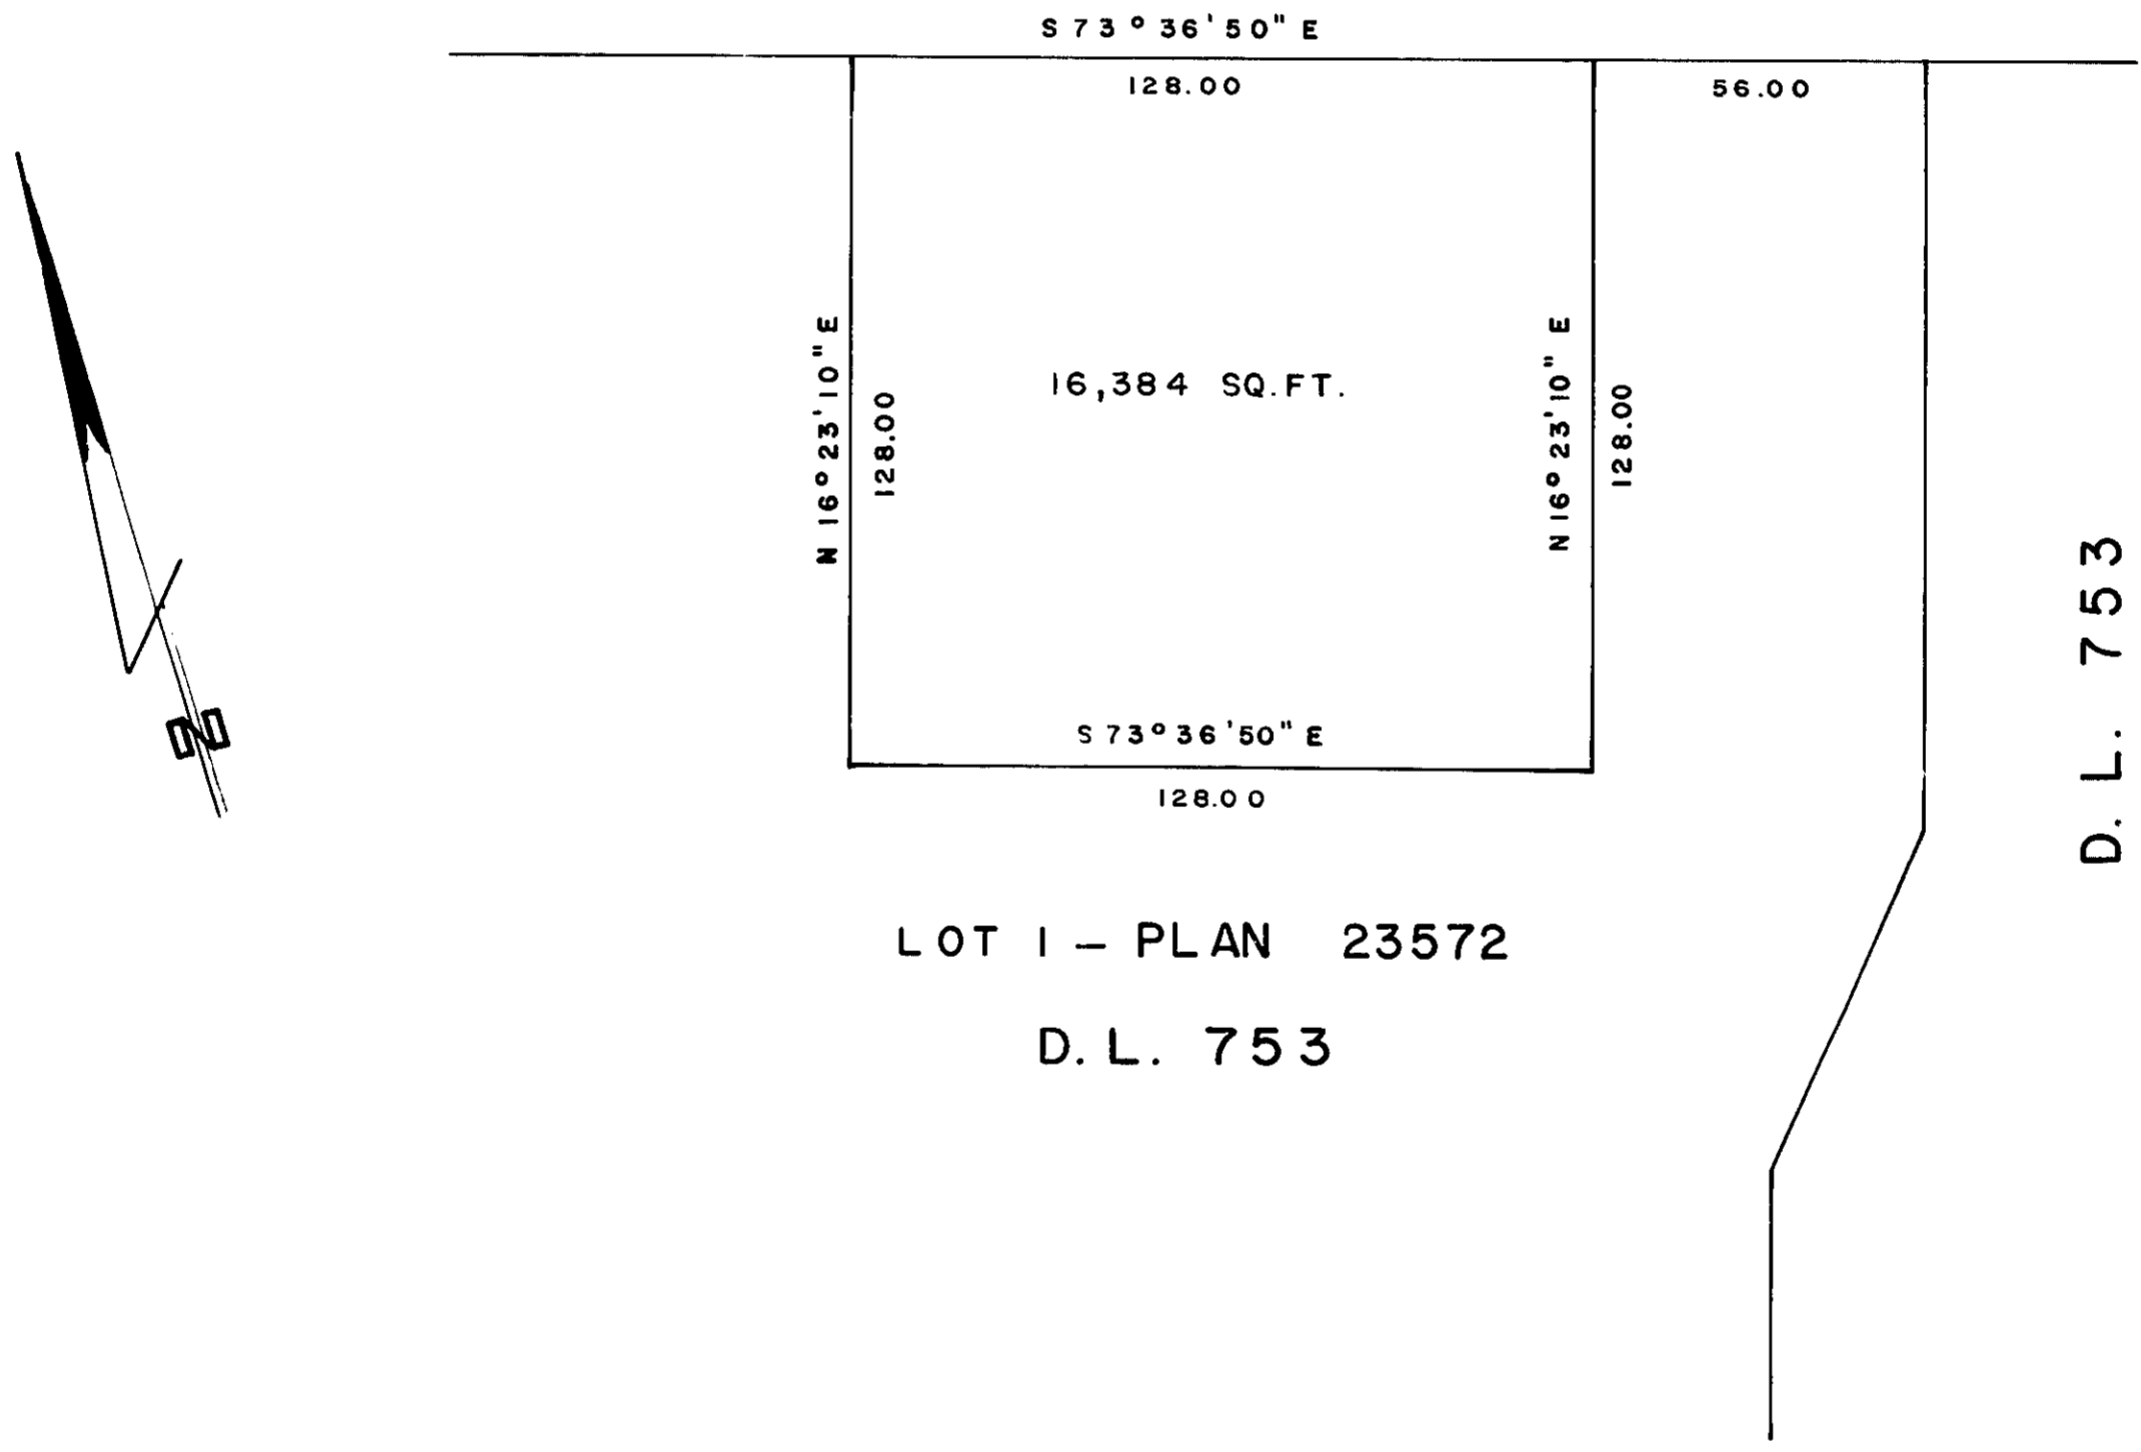 S 73° 36' 50" E
128.00
56.00
N 16° 23' 10" E
128.00
16,384 SQ. FT.
N 16° 23' 10" E
128.00
S 73° 36' 50" E
128.00
D. L. 753
LOT 1 – PLAN 23572
D. L. 753
N